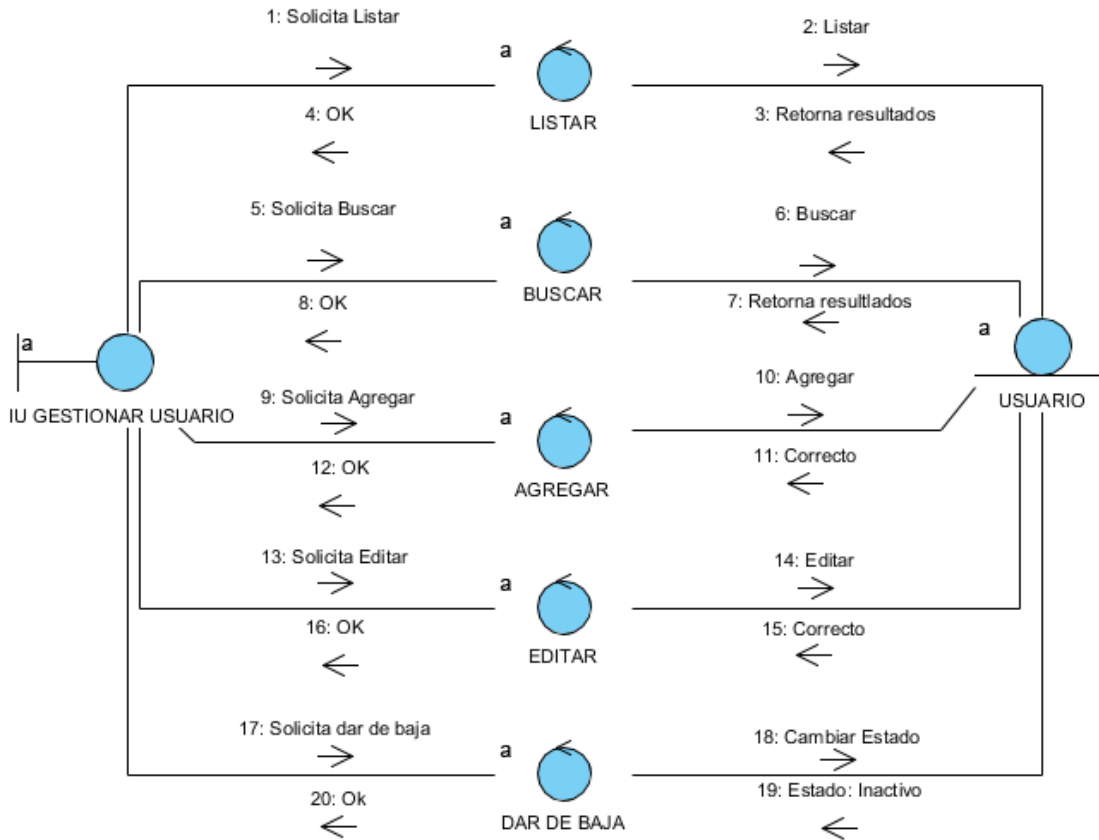 1: Solicita Listar
2: Listar
a
4: OK
3: Retorna resultados
LISTAR
5: Solicita Buscar
6: Buscar
a
8: OK
BUSCAR
7: Retorna resultlados
a
a
IU GESTIONAR USUARIO
9: Solicita Agregar
10: Agregar
USUARIO
a
12: OK
11: Correcto
AGREGAR
13: Solicita Editar
14: Editar
a
16: OK
15: Correcto
EDITAR
17: Solicita dar de baja
18: Cambiar Estado
a
20: Ok
19: Estado: Inactivo
DAR DE BAJA